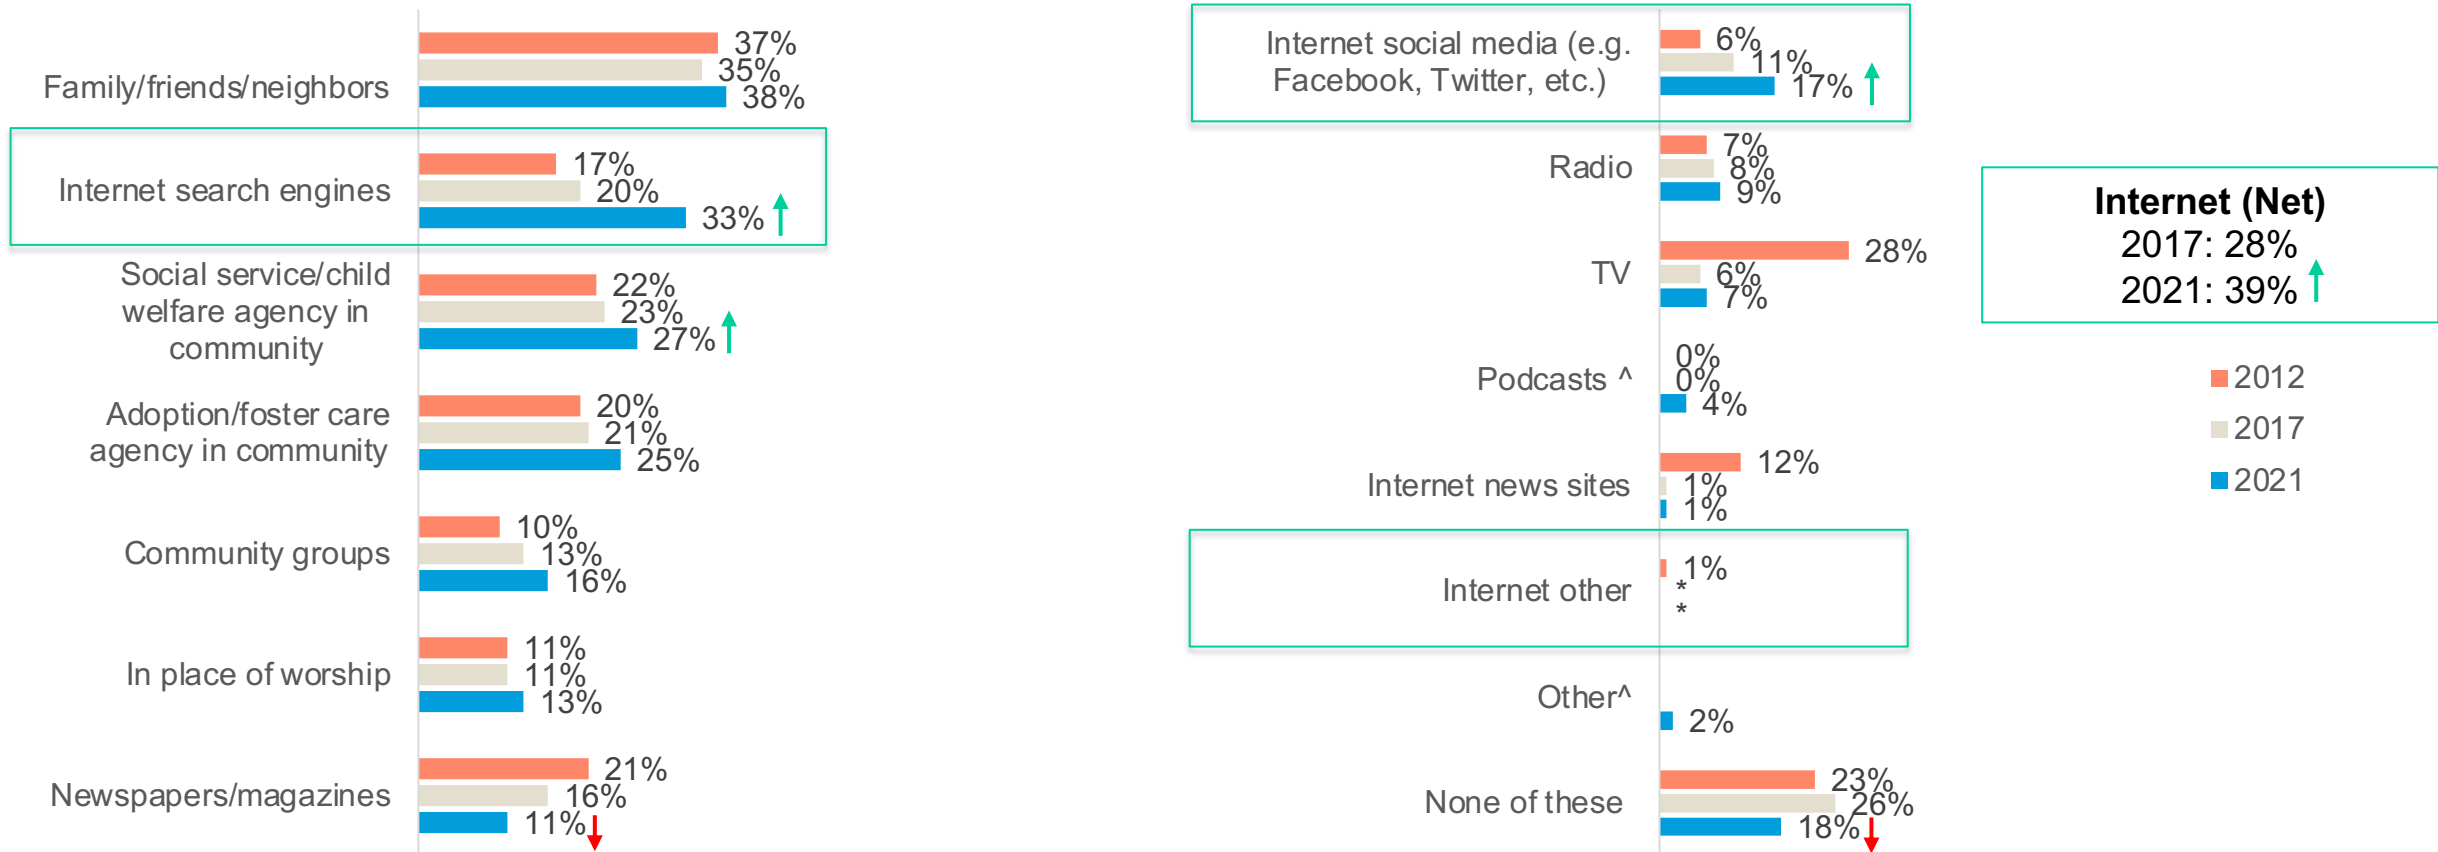 Family/friends/neighbors
37%
35%
38%
Internet search engines
17%
20%
33%
Social service/child
welfare agency in
community
22%
23%
27%
Adoption/foster care
agency in community
20%
21%
25%
Community groups
10%
13%
16%
In place of worship
11%
11%
13%
Newspapers/magazines
21%
16%
11%
Internet social media (e.g.
Facebook, Twitter, etc.)
6%
11%
17%
Radio
7%
8%
9%
TV
28%
6%
7%
Podcasts ^
0%
0%
4%
Internet news sites
12%
1%
1%
Internet other
1%
*
*
Other^
2%
None of these
23%
26%
18%
Internet (Net)
2017: 28%
2021: 39%
2012
2017
2021